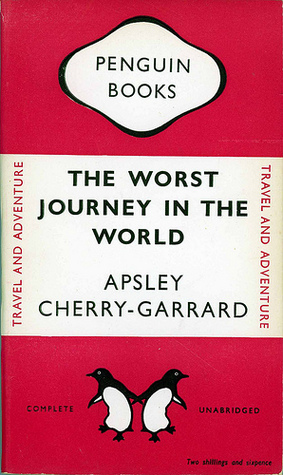 PENGUIN
BOOKS
TRAVEL AND ADVENTURE
THE WORST
JOURNEY IN THE
WORLD
APSLEY
CHERRY-GARRARD
TRAVEL AND ADVENTURE
COMPLETE
UNABRIDGED
Two shillings and sixpence